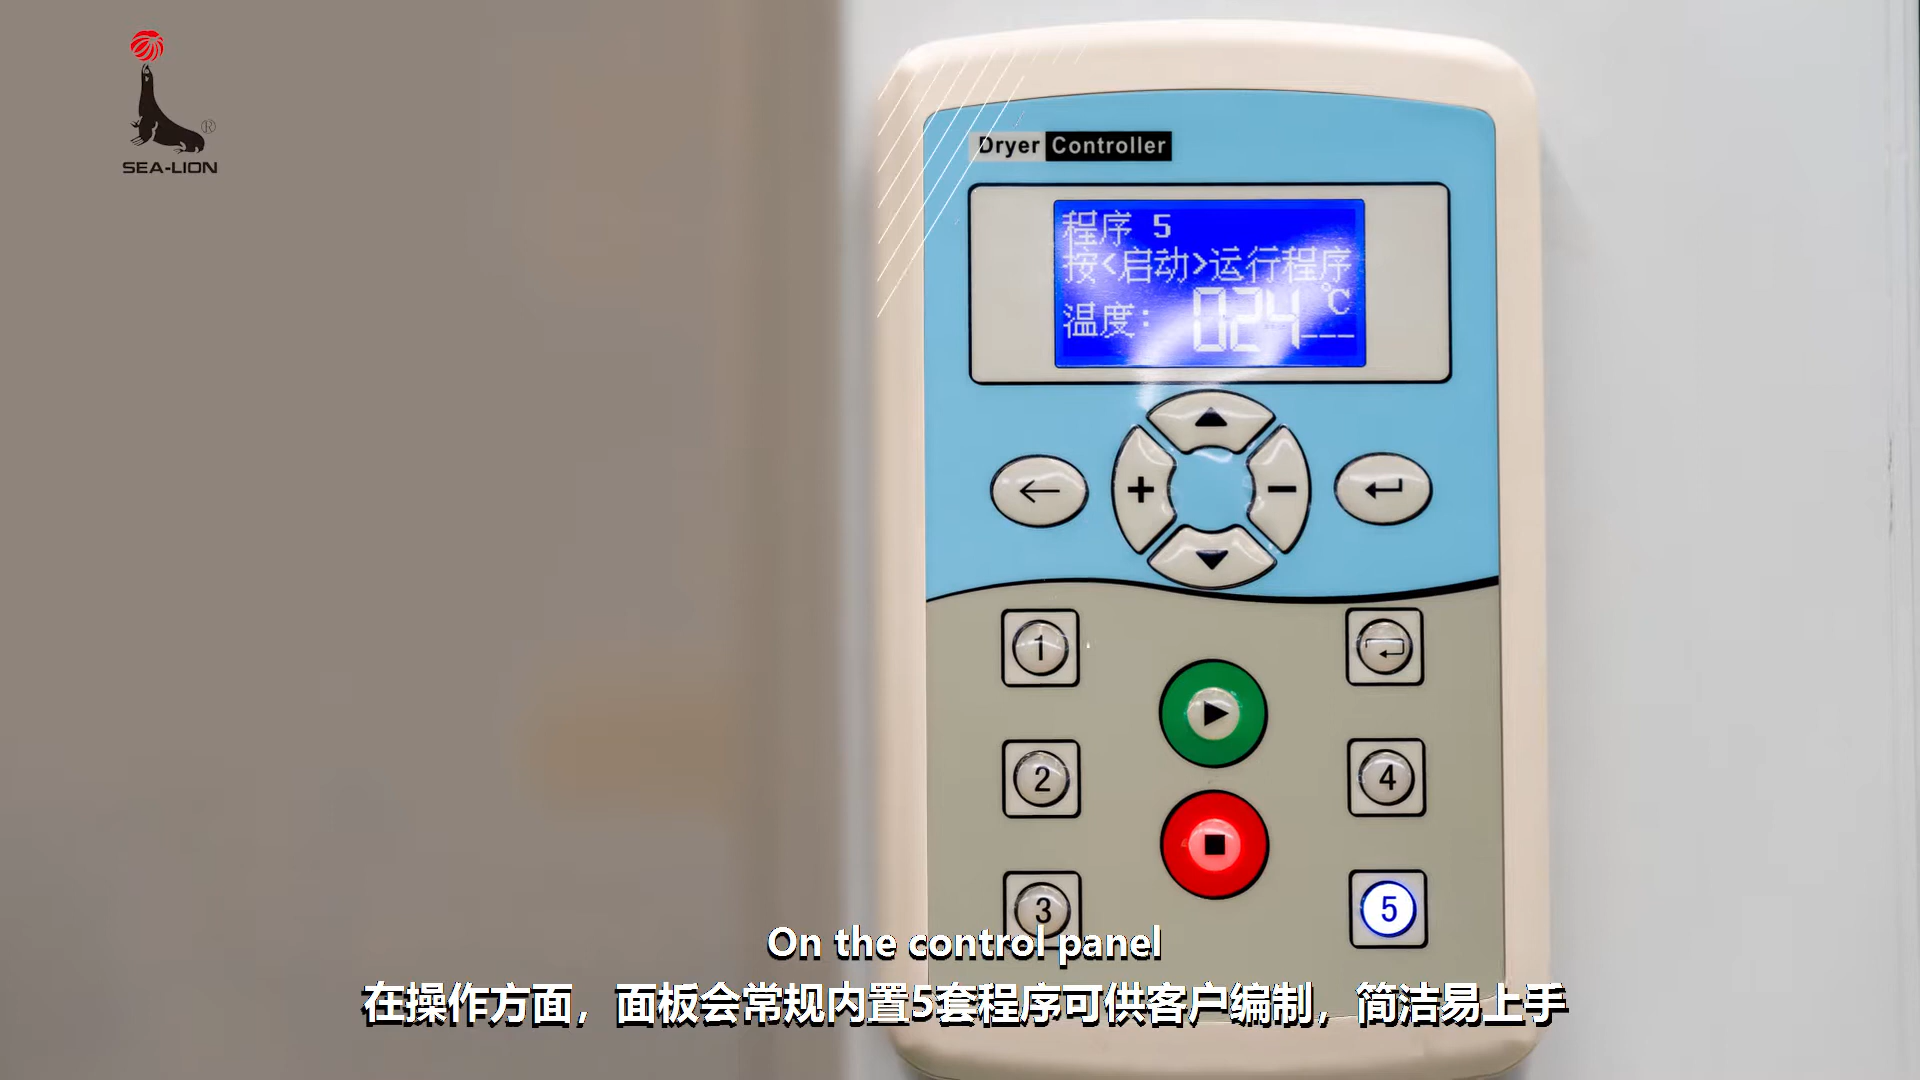 SEA-LION
®
Dryer Controller
程序 5
按<启动>运行程序
温度: 024℃
---
←
+ −
1
2
4
3
5
On the control panel
在操作方面，面板会常规内置5套程序可供客户编制，简洁易上手